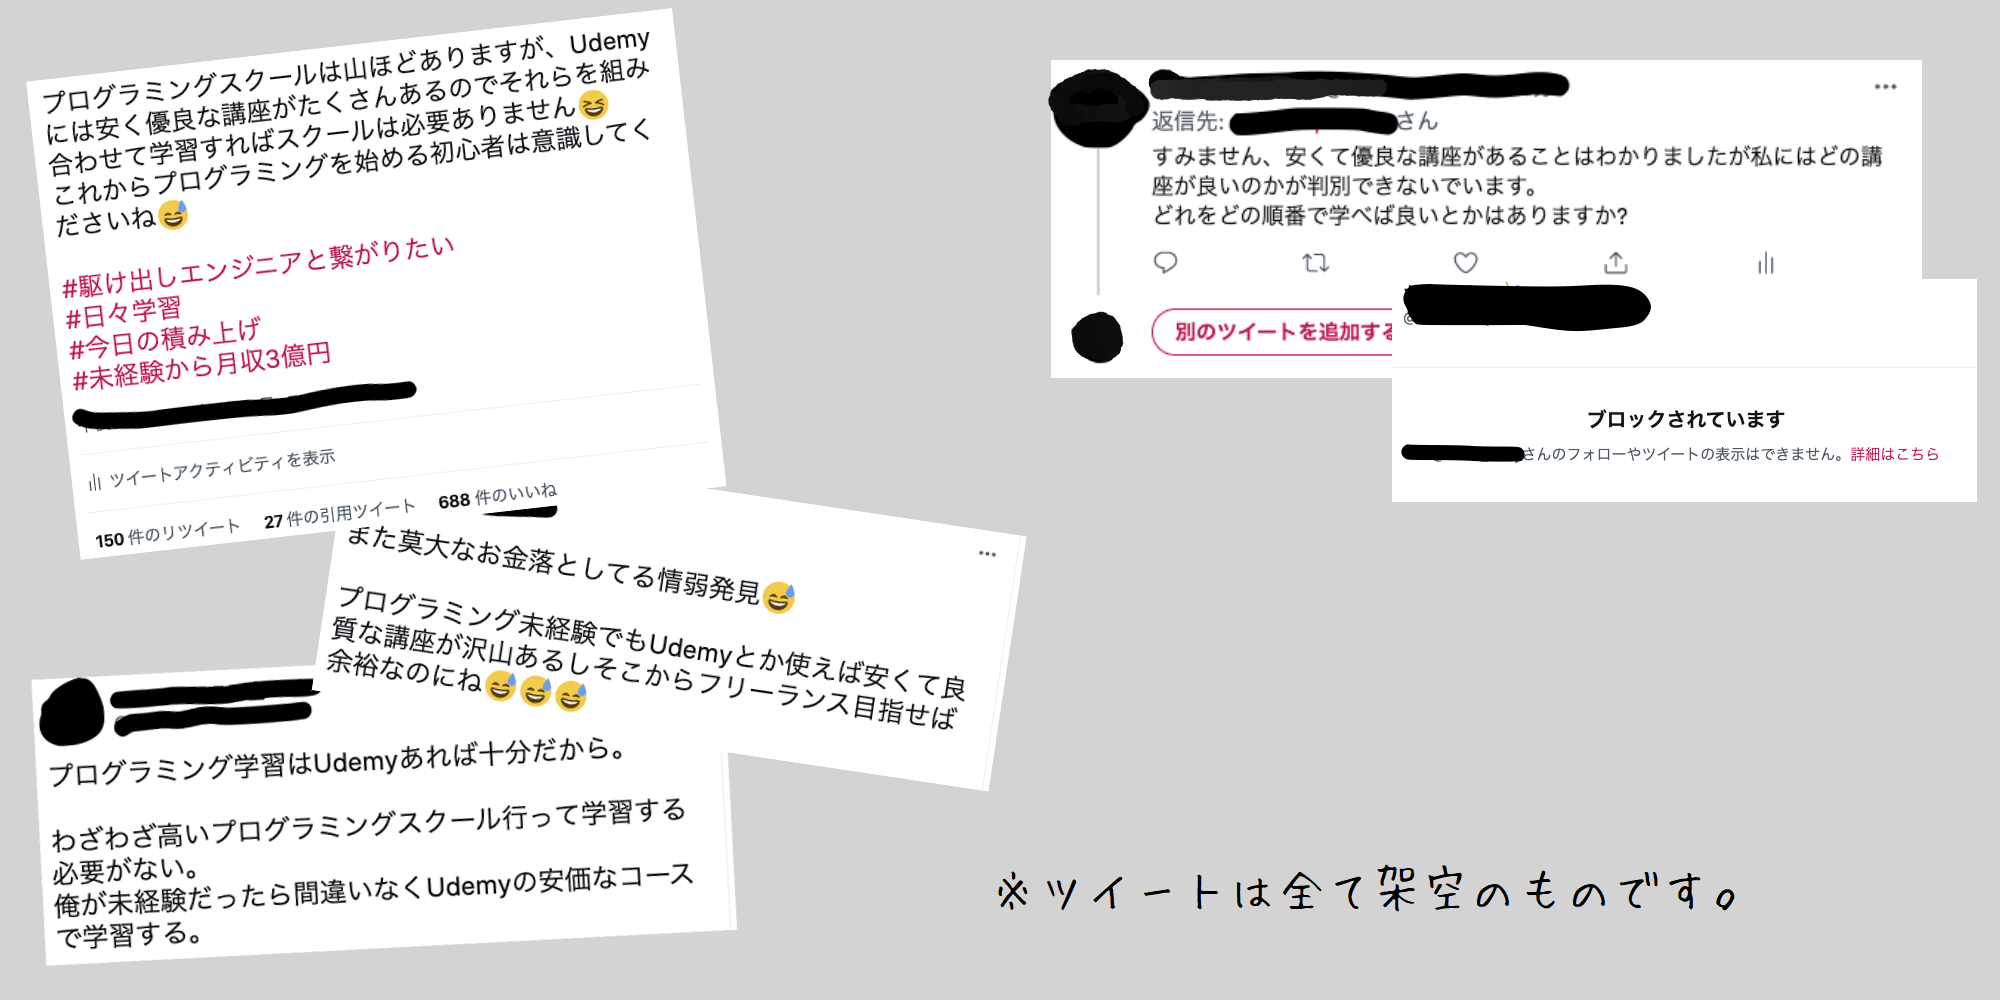 プログラミングスクールは山ほどありますが、Udemy
には安く優良な講座がたくさんあるのでそれらを組み
合わせて学習すればスクールは必要ありません😆
これからプログラミングを始める初心者は意識してく
ださいね😅
#駆け出しエンジニアと繋がりたい
#日々学習
#今日の積み上げ
#未経験から月収3億円
ツイートアクティビティを表示
150 件のリツイート 27 件の引用ツイート 688 件のいいね
また莫大なお金落としてる情弱発見😅
プログラミング未経験でもUdemyとか使えば安くて良
質な講座が沢山あるしそこからフリーランス目指せば
余裕なのにね😅😅😅
プログラミング学習はUdemyあれば十分だから。
わざわざ高いプログラミングスクール行って学習する
必要がない。
俺が未経験だったら間違いなくUdemyの安価なコース
で学習する。
返信先: さん
すみません、安くて優良な講座があることはわかりましたが私にはどの講
座が良いのかが判別できないでいます。
どれをどの順番で学べば良いとかはありますか?
別のツイートを追加する
@
ブロックされています
さんのフォローやツイートの表示はできません。詳細はこちら
※ツイートは全て架空のものです。